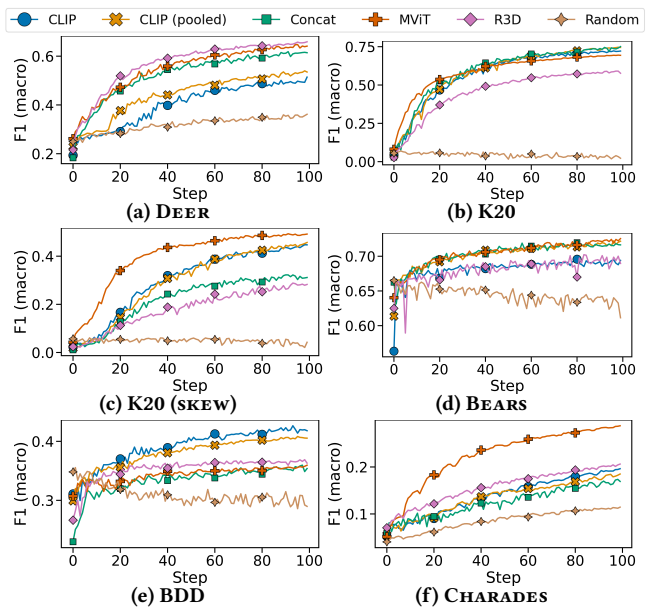 CLIP CLIP (pooled) Concat MViT R3D Random
F1 (macro)
0.6
0.4
0.2
0 20 40 60 80 100
Step
(a) DEER
F1 (macro)
0.75
0.50
0.25
0.00
0 20 40 60 80 100
Step
(b) K20
F1 (macro)
0.4
0.2
0.0
0 20 40 60 80 100
Step
(c) K20 (SKEW)
F1 (macro)
0.70
0.65
0.60
0 20 40 60 80 100
Step
(d) BEARS
F1 (macro)
0.4
0.3
0 20 40 60 80 100
Step
(e) BDD
F1 (macro)
0.2
0.1
0 20 40 60 80 100
Step
(f) CHARADES